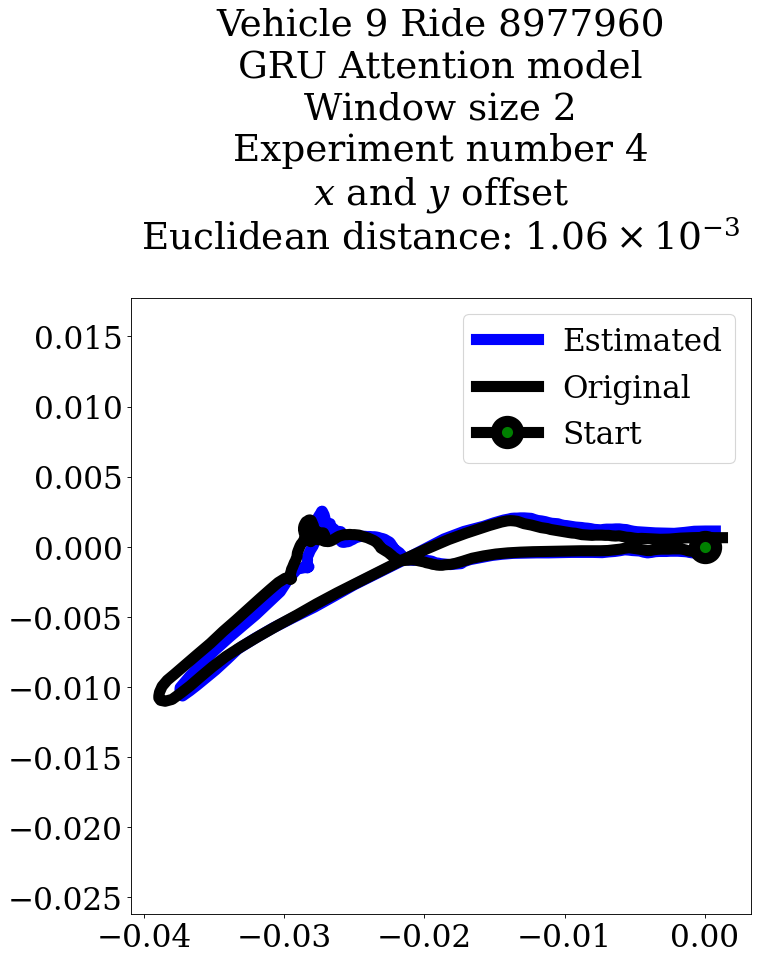 Vehicle 9 Ride 8977960
GRU Attention model
Window size 2
Experiment number 4
x and y offset
Euclidean distance: 1.06 × 10⁻³
Estimated
Original
Start
0.015
0.010
0.005
0.000
−0.005
−0.010
−0.015
−0.020
−0.025
−0.04 −0.03 −0.02 −0.01 0.00